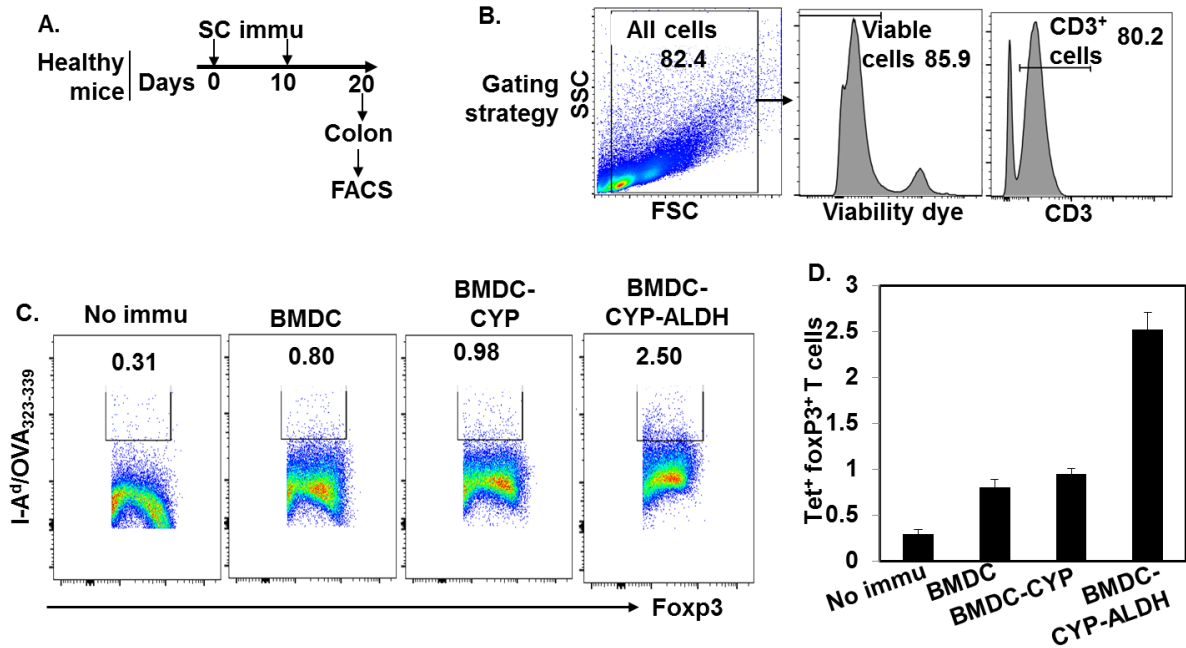 A.
SC immu
Healthy
mice
Days 0 10 20
Colon
FACS
B.
Gating
strategy
All cells
82.4
SSC
FSC
Viable
cells 85.9
Viability dye
CD3⁺
cells
80.2
CD3
C.
No immu
BMDC
BMDC-
CYP
BMDC-
CYP-ALDH
0.31
0.80
0.98
2.50
I-Aᵈ/OVA₃₂₃₋₃₃₉
Foxp3
D.
Tet⁺ foxP3⁺ T cells
3
2.5
2
1.5
1
0.5
0
No immu
BMDC
BMDC-CYP
BMDC-
CYP-ALDH